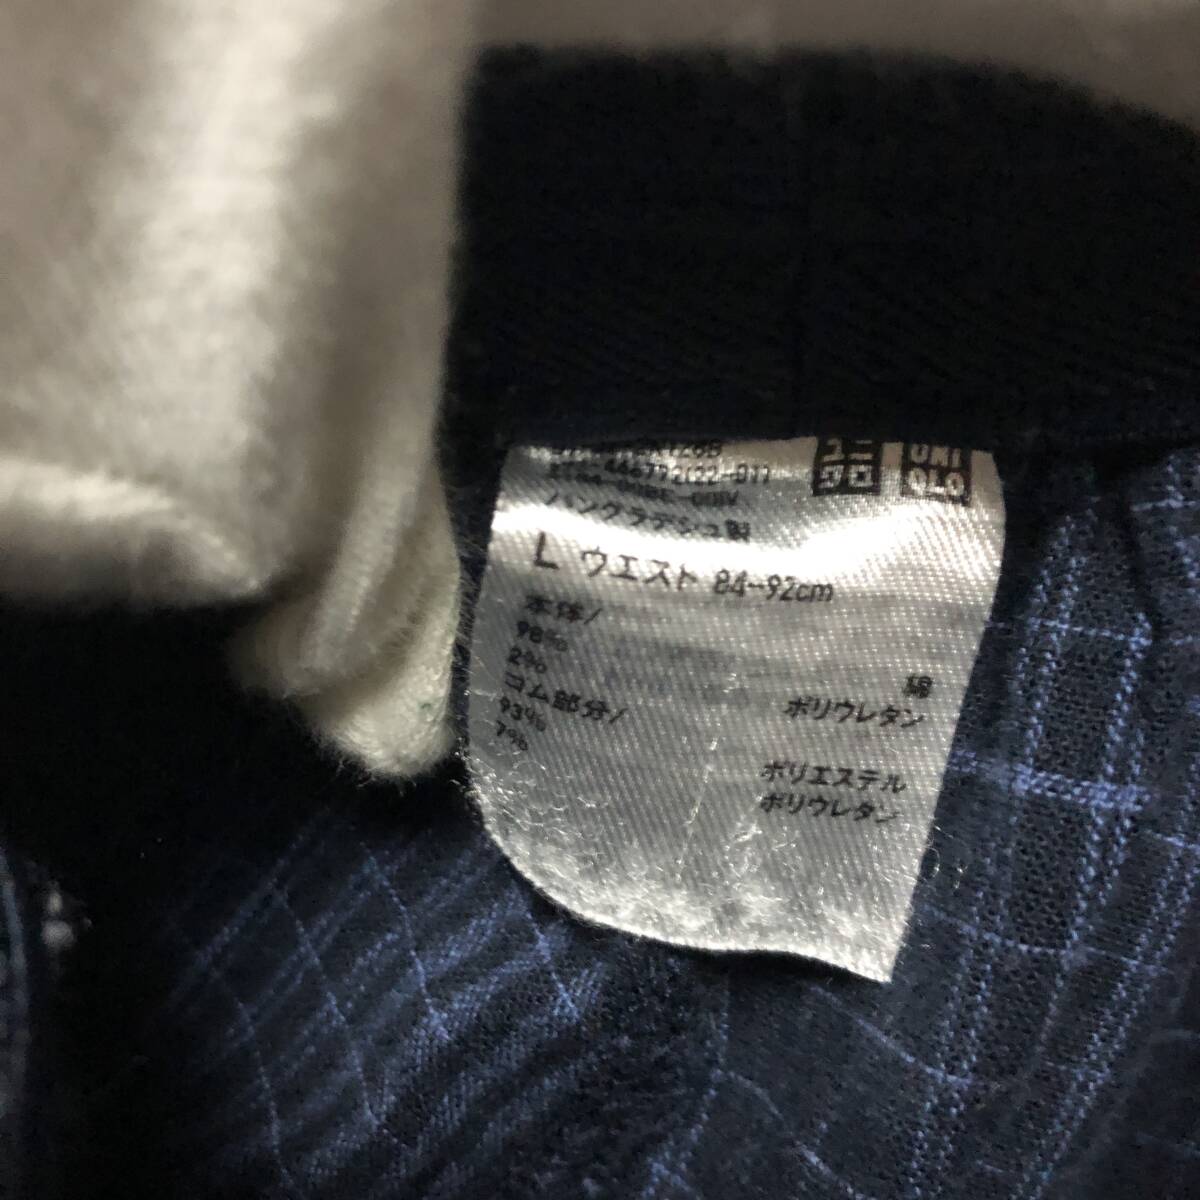 ユニクロ
UNIQLO
バングラデシュ製
L ウエスト 84-92cm
本体/
98% 綿
2% ポリウレタン
ゴム部分/
93% ポリエステル
7% ポリウレタン